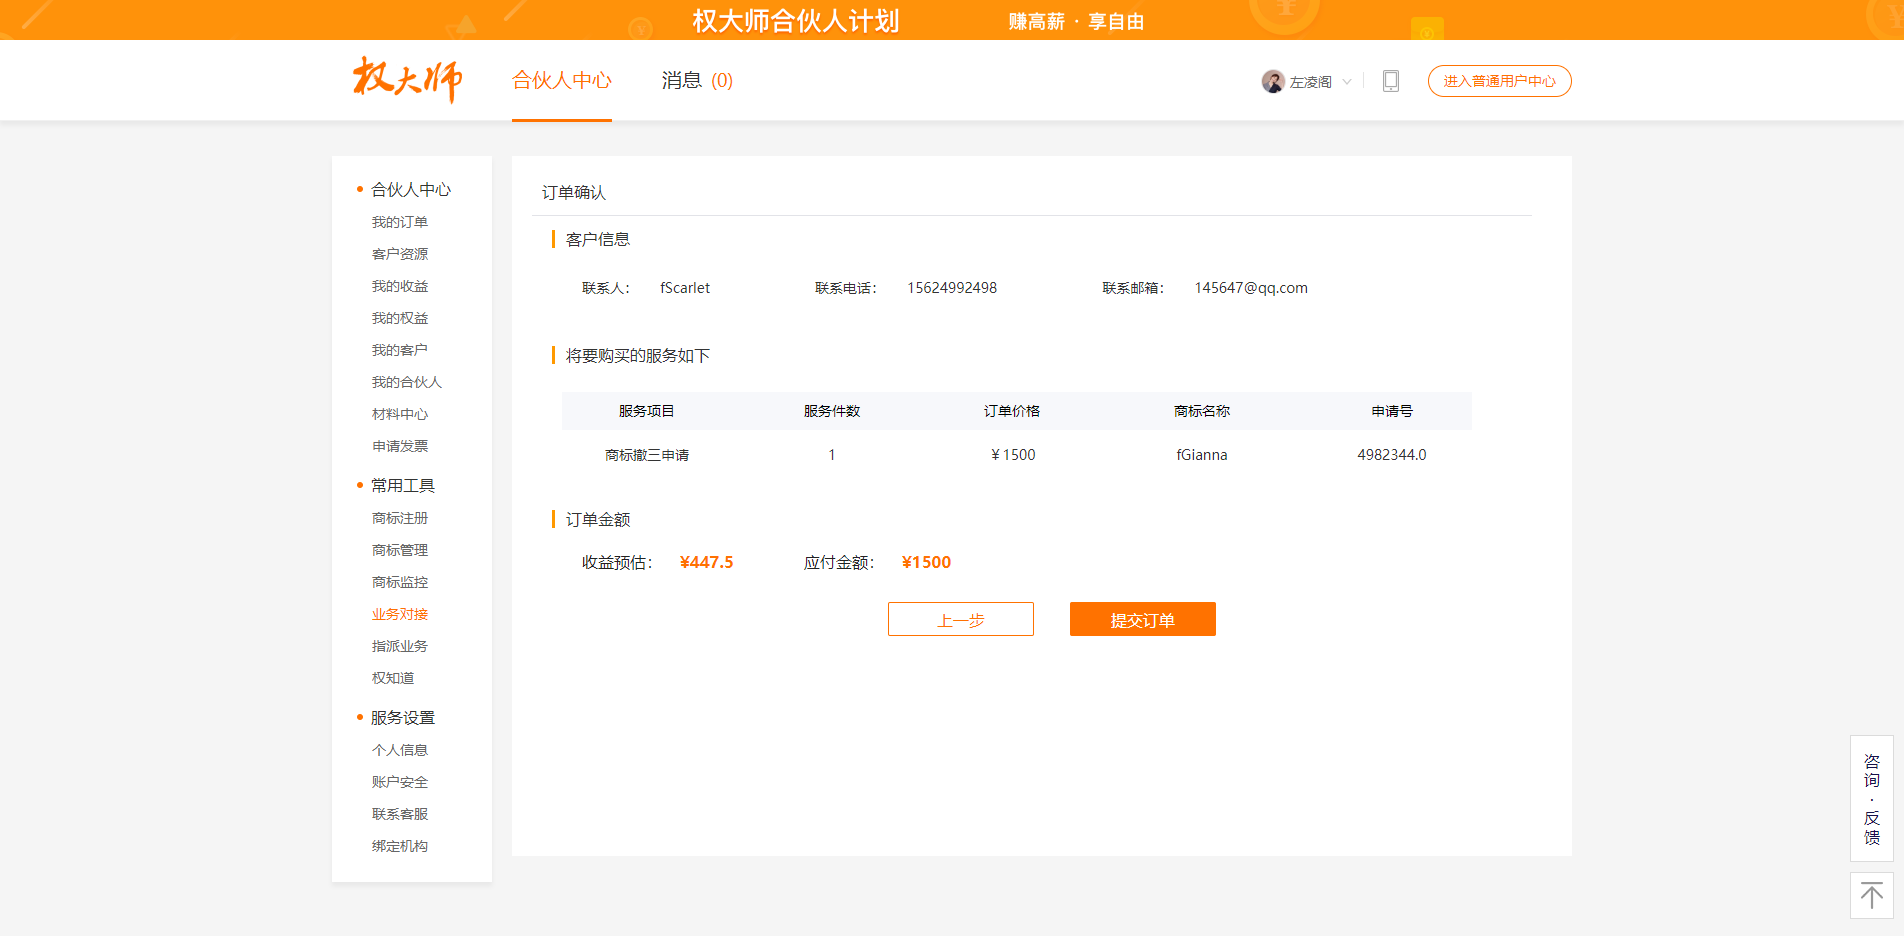 权大师合伙人计划 赚高薪 · 享自由
权大师 合伙人中心 消息 (0) 左凌阁 进入普通用户中心
合伙人中心
我的订单
客户资源
我的收益
我的权益
我的客户
我的合伙人
材料中心
申请发票
常用工具
商标注册
商标管理
商标监控
业务对接
指派业务
权知道
服务设置
个人信息
账户安全
联系客服
绑定机构
订单确认
客户信息
联系人： fScarlet 联系电话： 15624992498 联系邮箱： 145647@qq.com
将要购买的服务如下
服务项目 服务件数 订单价格 商标名称 申请号
商标撤三申请 1 ¥1500 fGianna 4982344.0
订单金额
收益预估： ¥447.5 应付金额： ¥1500
上一步 提交订单
咨
询
·
反
馈